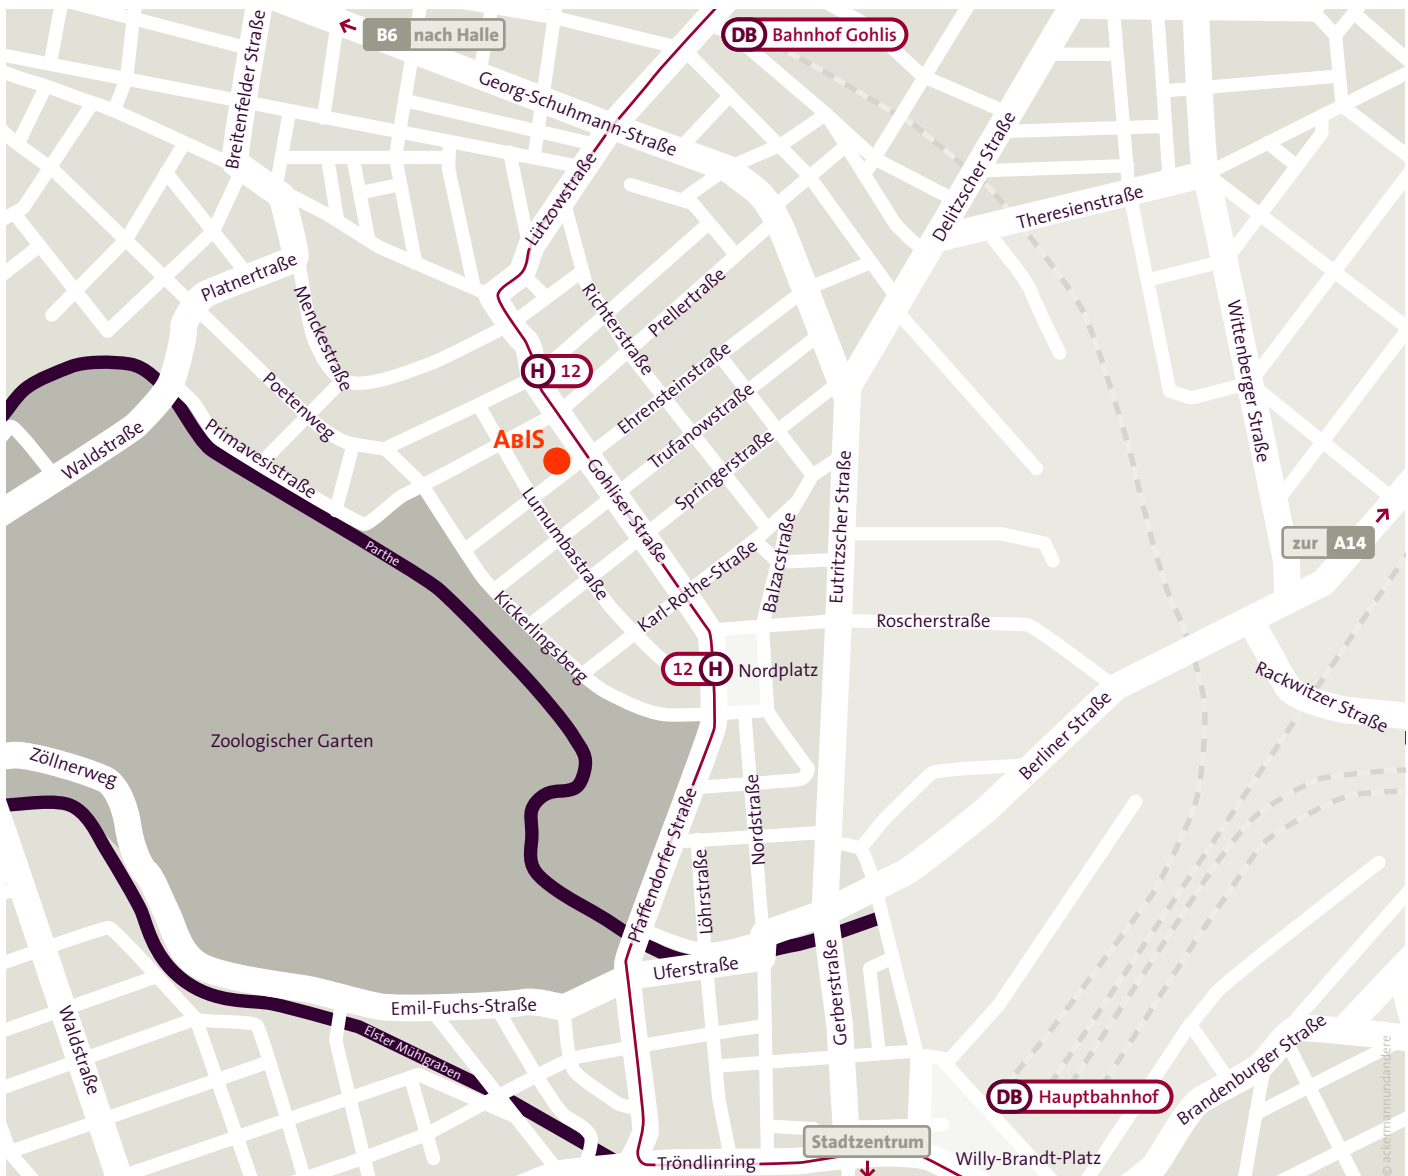 B6 nach Halle
DB Bahnhof Gohlis
Breitenfelder Straße
Georg-Schuhmann-Straße
Delitzscher Straße
Lützowstraße
Theresienstraße
Platnertraße
Menckestraße
Richterstraße
Prellertraße
Wittenberger Straße
H 12
Poetenweg
Ehrensteinstraße
Trufanowstraße
Waldstraße
Primavesistraße
ABIS
Gohliser Straße
Springerstraße
Eutritzscher Straße
Lumumbastraße
Balzacstraße
zur A14
Parthe
Karl-Rothe-Straße
Kickerlingsberg
Roscherstraße
12 H
Nordplatz
Rackwitzer Straße
Berliner Straße
Zoologischer Garten
Zöllnerweg
Nordstraße
Pfaffendorfer Straße
Löhrstraße
Uferstraße
Gerberstraße
Emil-Fuchs-Straße
Waldstraße
Elster Mühlgraben
DB Hauptbahnhof
Brandenburger Straße
Stadtzentrum
Tröndlinring
Willy-Brandt-Platz
© ackermannundandere